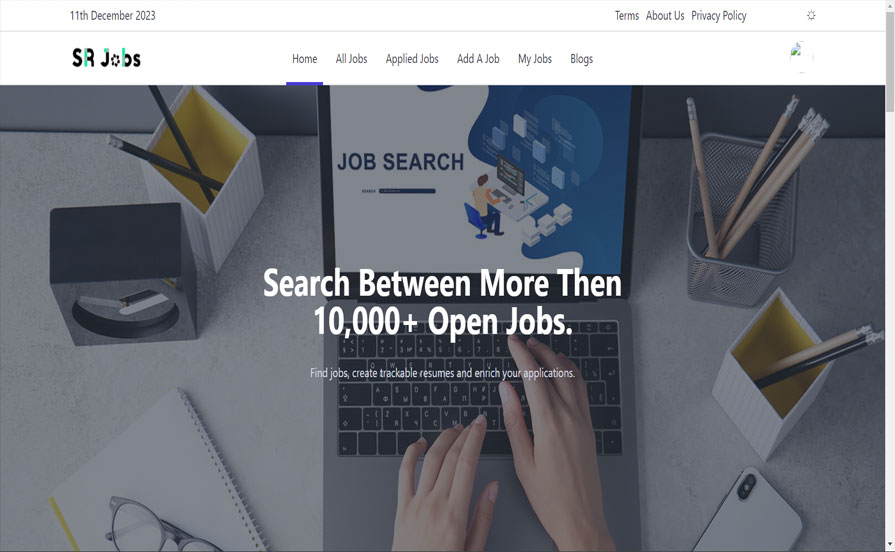 11th December 2023
Terms About Us Privacy Policy
SR Jobs
Home All Jobs Applied Jobs Add A Job My Jobs Blogs
JOB SEARCH
SEARCH
Search Between More Then
10,000+ Open Jobs.
Find jobs, create trackable resumes and enrich your applications.